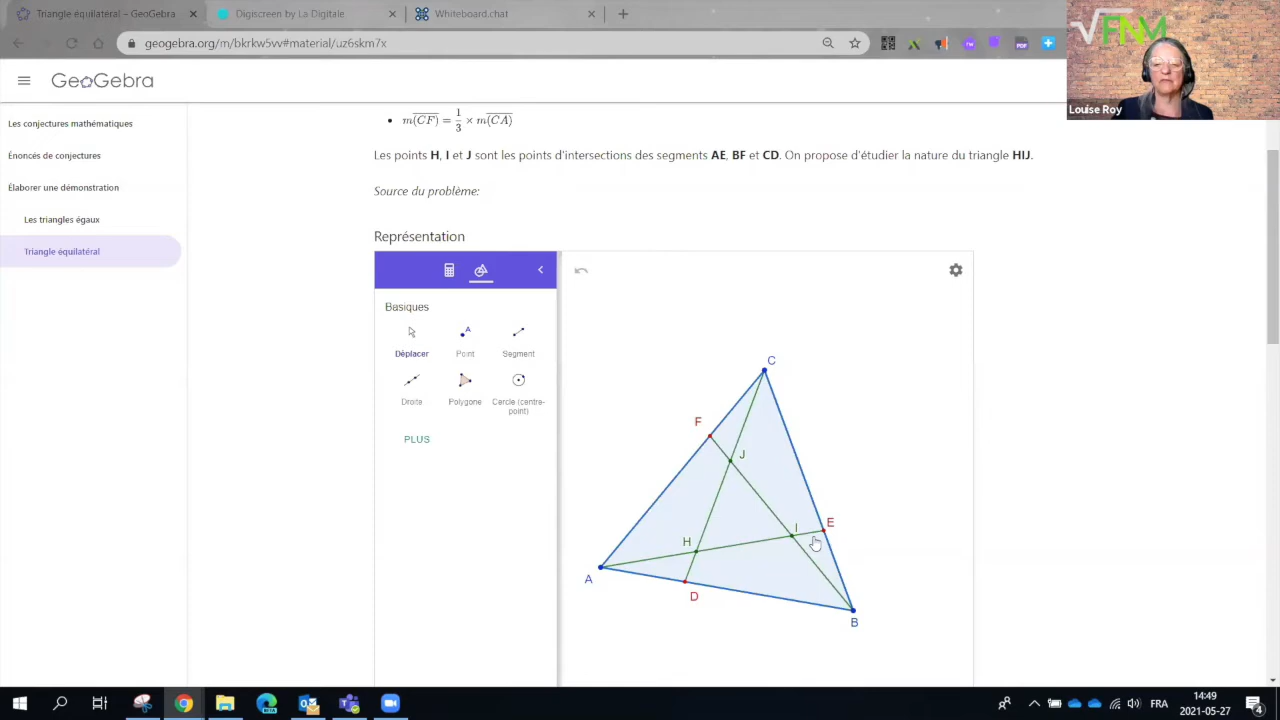 Triangle équilatéral - GeoGebra
Digiscreen by La Digitale
Whiteboard.chat
geogebra.org/m/bkrkw5vv#material/uz6skm7x
PDF
√FNM
Louise Roy
GeoGebra
Les conjectures mathématiques
Énoncés de conjectures
Élaborer une démonstration
Les triangles égaux
Triangle équilatéral
m(CF) = 1/3 × m(CA)
Les points H, I et J sont les points d'intersections des segments AE, BF et CD. On propose d'étudier la nature du triangle HIJ.
Source du problème:
Représentation
Basiques
A
Déplacer Point Segment
Droite Polygone Cercle (centre-
point)
PLUS
C
F
J
E
I
H
A
D
B
14:49
FRA
2021-05-27
4
BETA